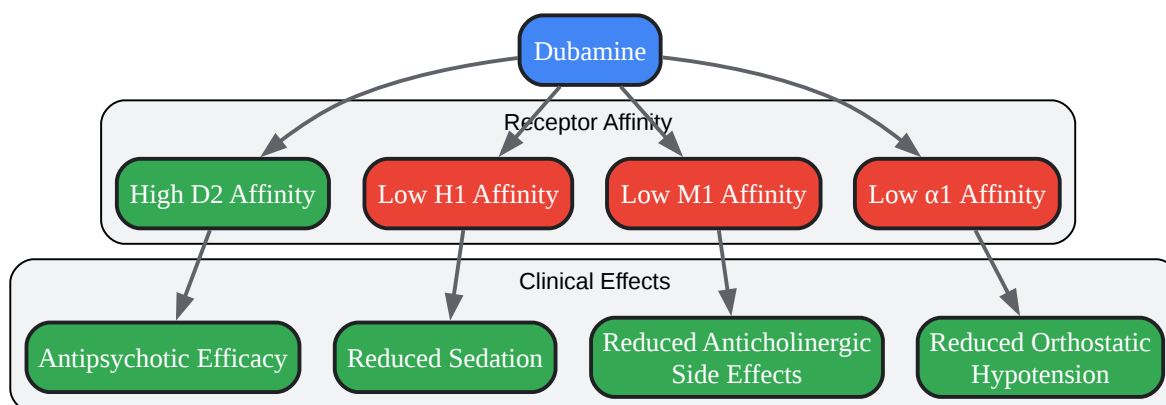 Dubamine
Receptor Affinity
High D2 Affinity
Low H1 Affinity
Low M1 Affinity
Low α1 Affinity
Clinical Effects
Antipsychotic Efficacy
Reduced Sedation
Reduced Anticholinergic
Side Effects
Reduced Orthostatic
Hypotension